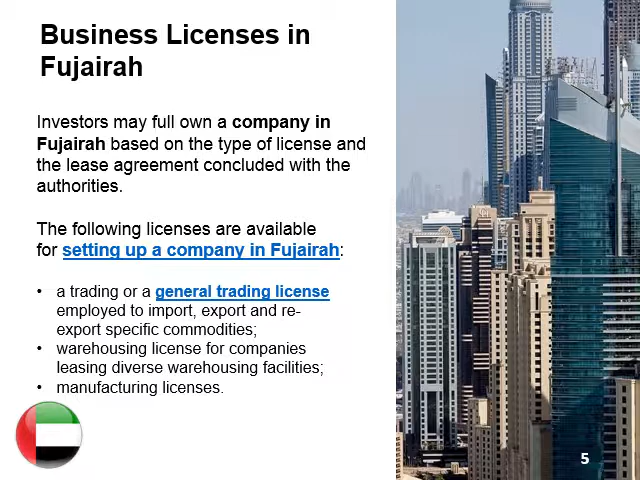 Business Licenses in
Fujairah
Investors may full own a company in
Fujairah based on the type of license and
the lease agreement concluded with the
authorities.
The following licenses are available
for setting up a company in Fujairah:
• a trading or a general trading license
employed to import, export and re-
export specific commodities;
• warehousing license for companies
leasing diverse warehousing facilities;
• manufacturing licenses.
5